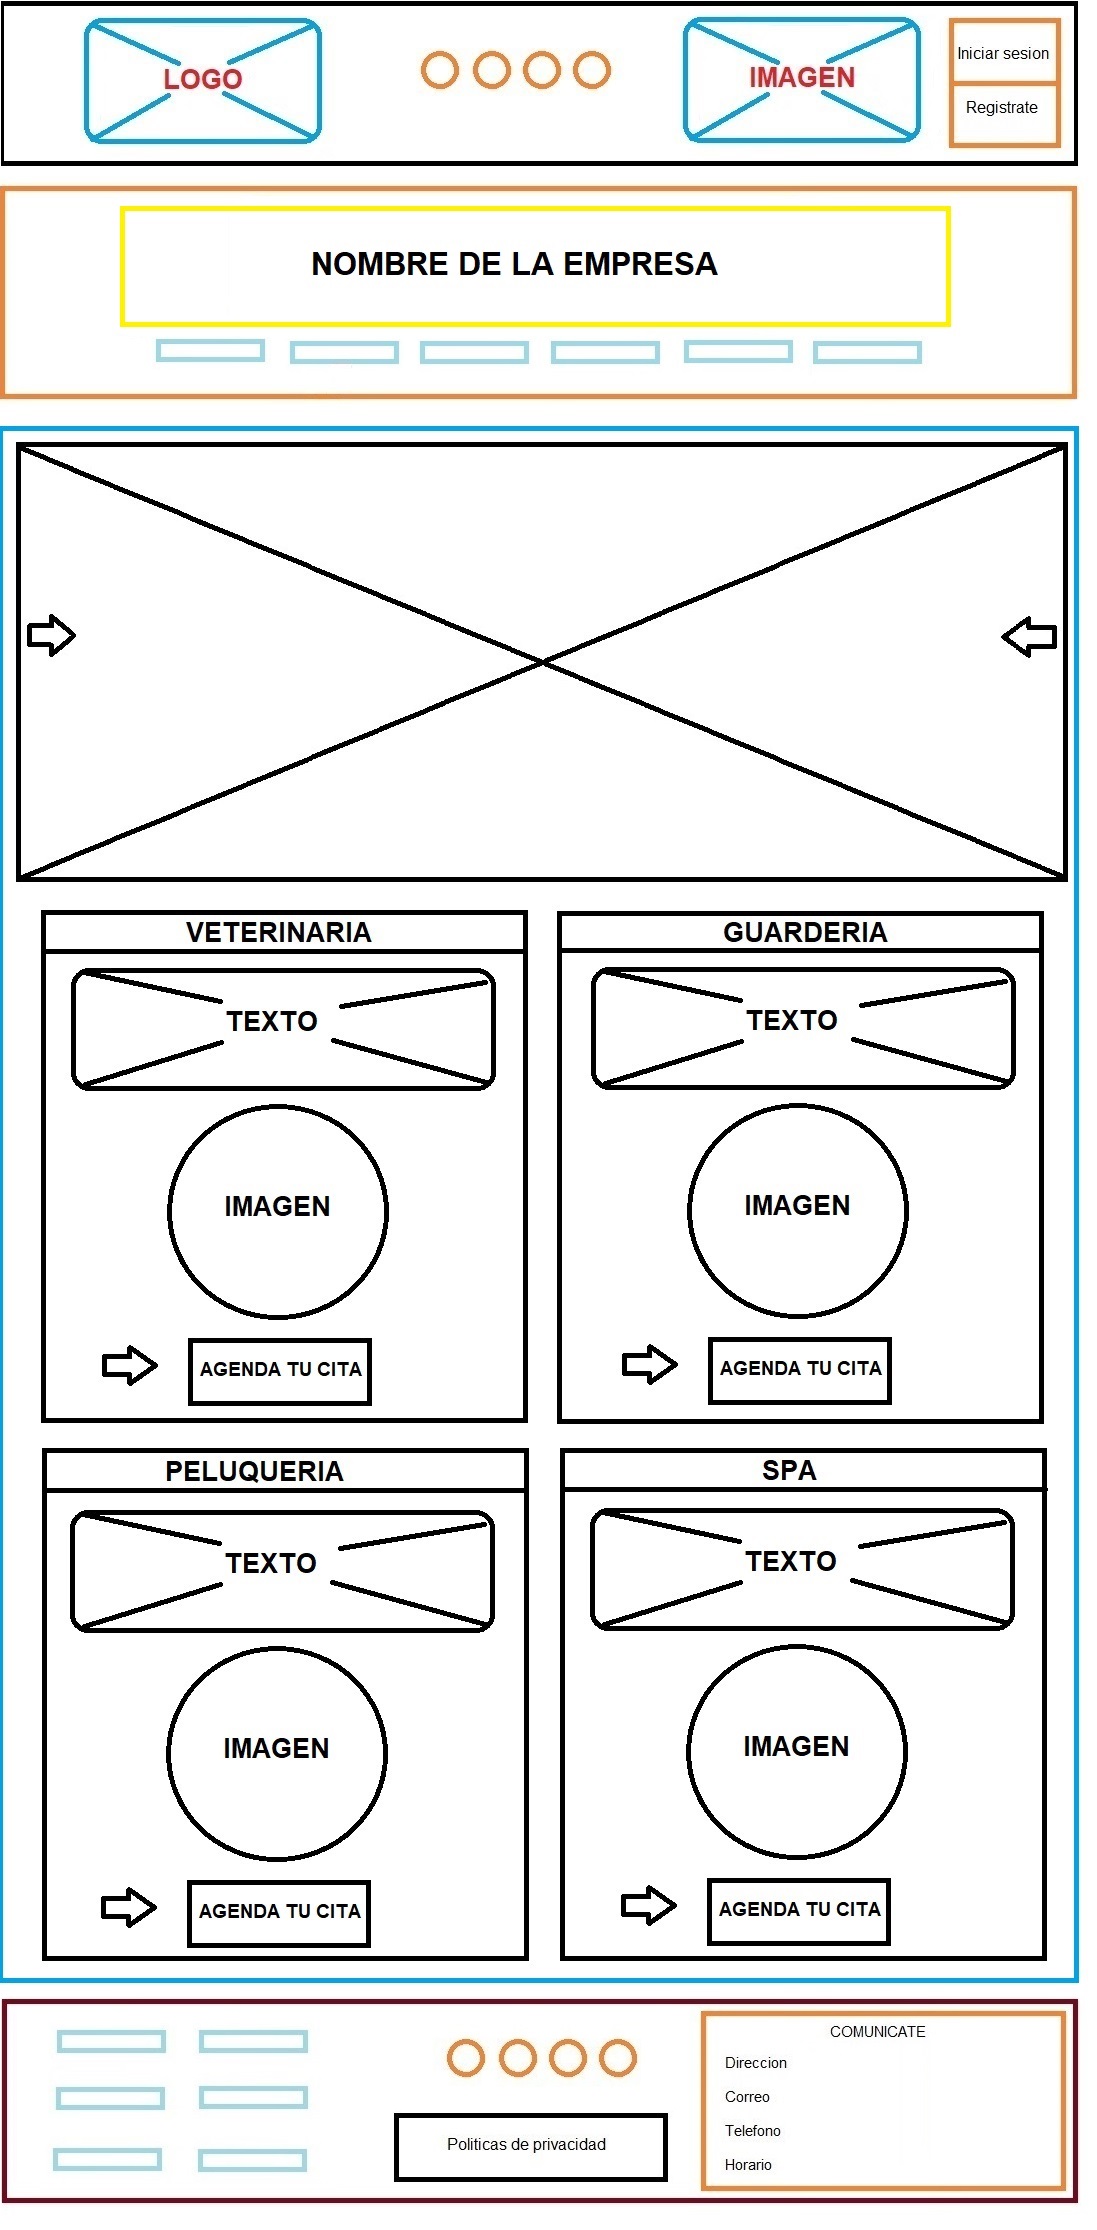 LOGO
IMAGEN
Iniciar sesion
Registrate
NOMBRE DE LA EMPRESA
VETERINARIA
TEXTO
IMAGEN
AGENDA TU CITA
GUARDERIA
TEXTO
IMAGEN
AGENDA TU CITA
PELUQUERIA
TEXTO
IMAGEN
AGENDA TU CITA
SPA
TEXTO
IMAGEN
AGENDA TU CITA
Politicas de privacidad
COMUNICATE
Direccion
Correo
Telefono
Horario